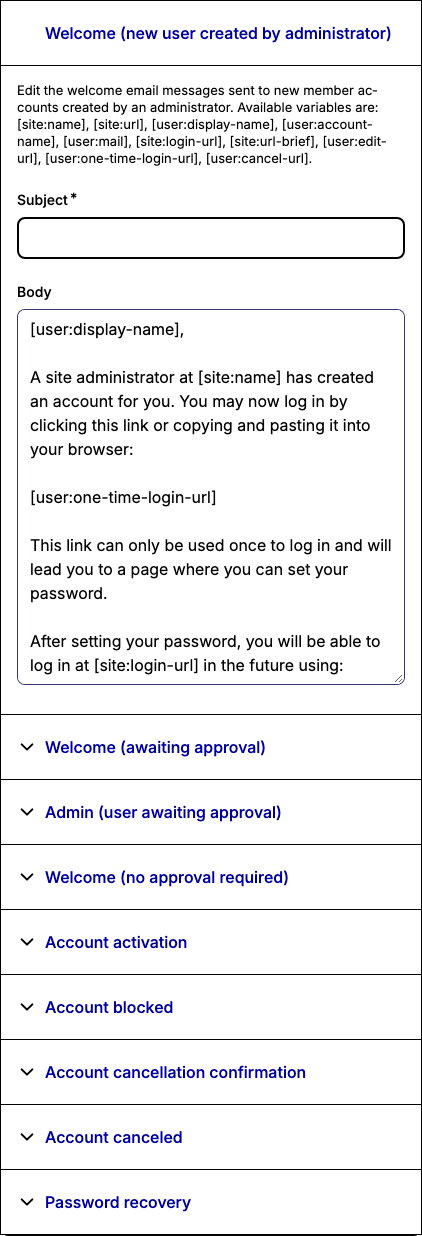 Welcome (new user created by administrator)
Edit the welcome email messages sent to new member ac-
counts created by an administrator. Available variables are:
[site:name], [site:url], [user:display-name], [user:account-
name], [user:mail], [site:login-url], [site:url-brief], [user:edit-
url], [user:one-time-login-url], [user:cancel-url].
Subject*
Body
[user:display-name],
A site administrator at [site:name] has created
an account for you. You may now log in by
clicking this link or copying and pasting it into
your browser:
[user:one-time-login-url]
This link can only be used once to log in and will
lead you to a page where you can set your
password.
After setting your password, you will be able to
log in at [site:login-url] in the future using:
Welcome (awaiting approval)
Admin (user awaiting approval)
Welcome (no approval required)
Account activation
Account blocked
Account cancellation confirmation
Account canceled
Password recovery